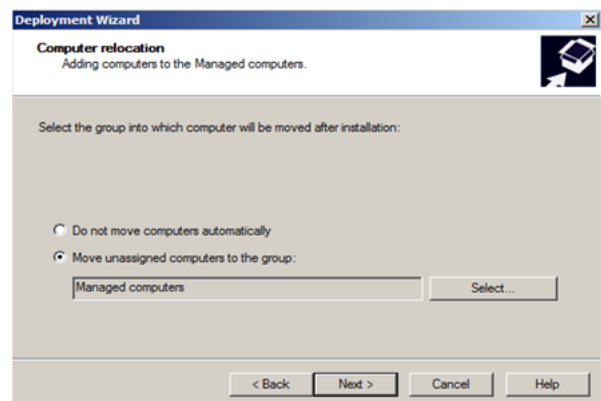 Deployment Wizard
Computer relocation
Adding computers to the Managed computers.
Select the group into which computer will be moved after installation:
Do not move computers automatically
Move unassigned computers to the group:
Managed computers
Select...
< Back
Next >
Cancel
Help